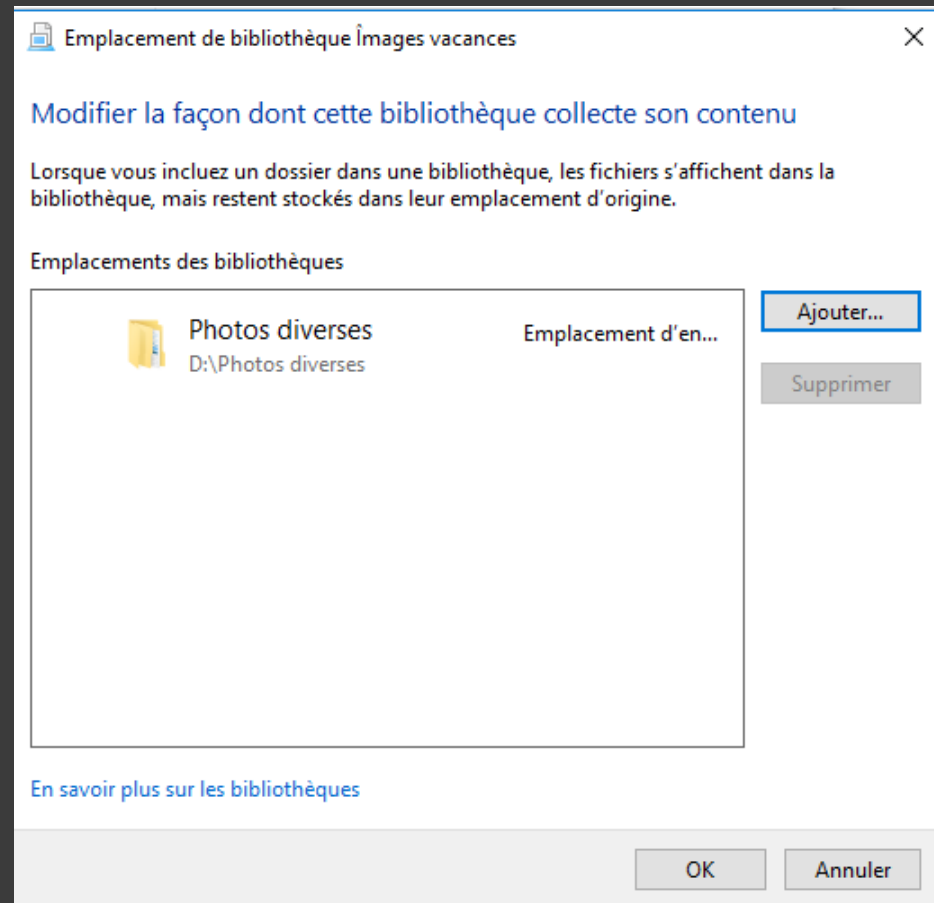 Emplacement de bibliothèque Îmages vacances
Modifier la façon dont cette bibliothèque collecte son contenu
Lorsque vous incluez un dossier dans une bibliothèque, les fichiers s’affichent dans la
bibliothèque, mais restent stockés dans leur emplacement d’origine.
Emplacements des bibliothèques
Photos diverses
D:\Photos diverses
Emplacement d’en...
Ajouter...
Supprimer
En savoir plus sur les bibliothèques
OK
Annuler